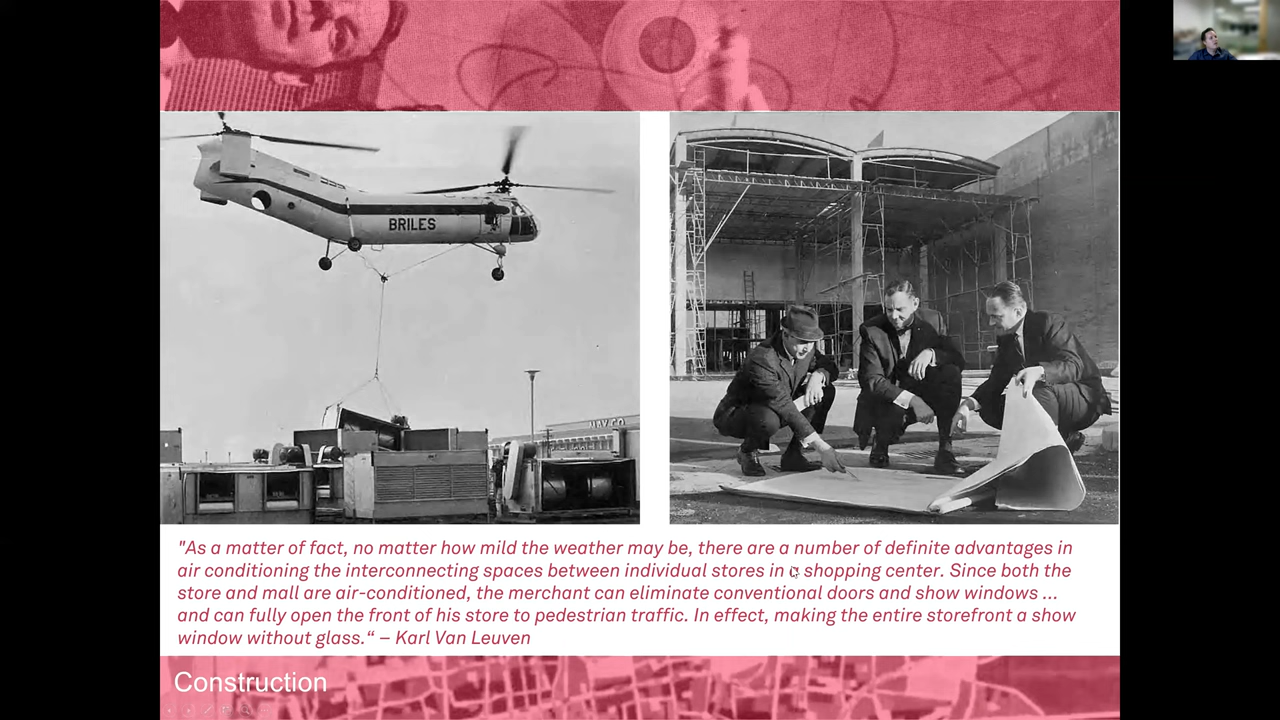 BRILES
MAY CO
"As a matter of fact, no matter how mild the weather may be, there are a number of definite advantages in
air conditioning the interconnecting spaces between individual stores in a shopping center. Since both the
store and mall are air-conditioned, the merchant can eliminate conventional doors and show windows ...
and can fully open the front of his store to pedestrian traffic. In effect, making the entire storefront a show
window without glass.“ – Karl Van Leuven
Construction